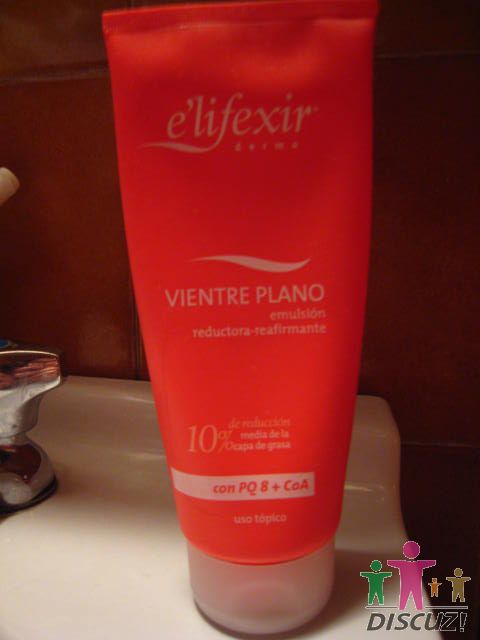 e'lifexir
dermo
VIENTRE PLANO
emulsión
reductora-reafirmante
10% de reducción
media de la
capa de grasa
con PQ 8 + CoA
uso tópico
DISCUZ!